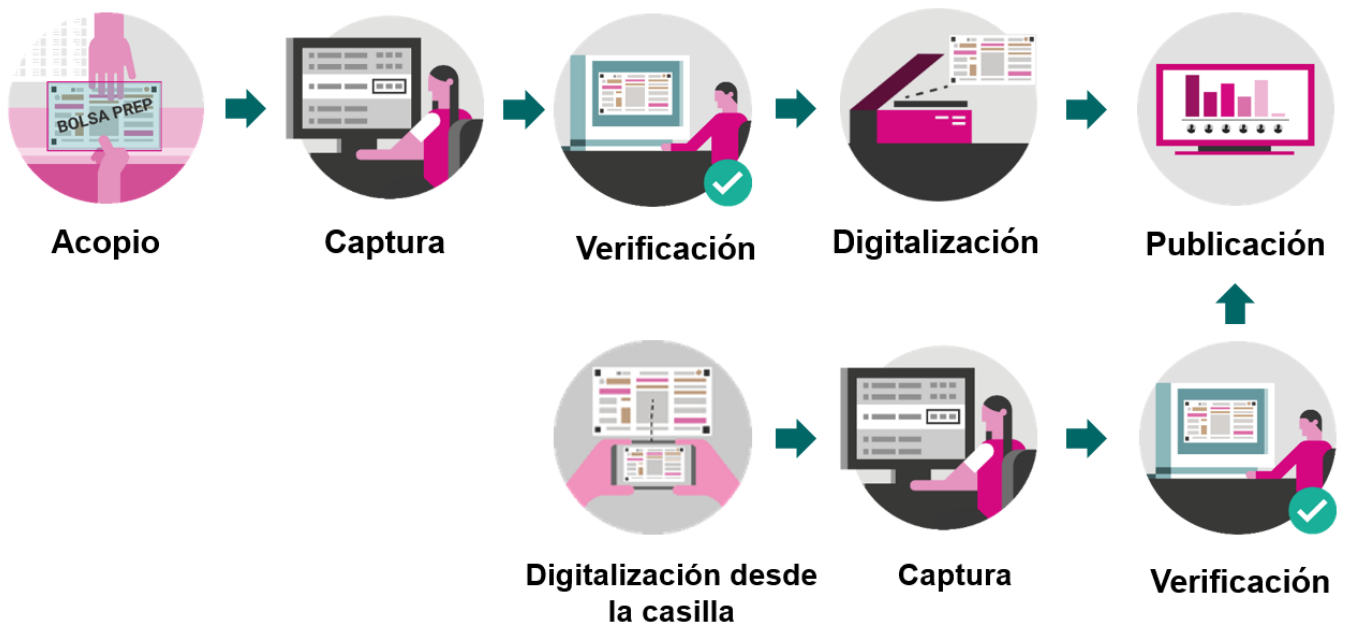 BOLSA PREP
Acopio
Captura
Verificación
Digitalización
Publicación
Digitalización desde
la casilla
Captura
Verificación